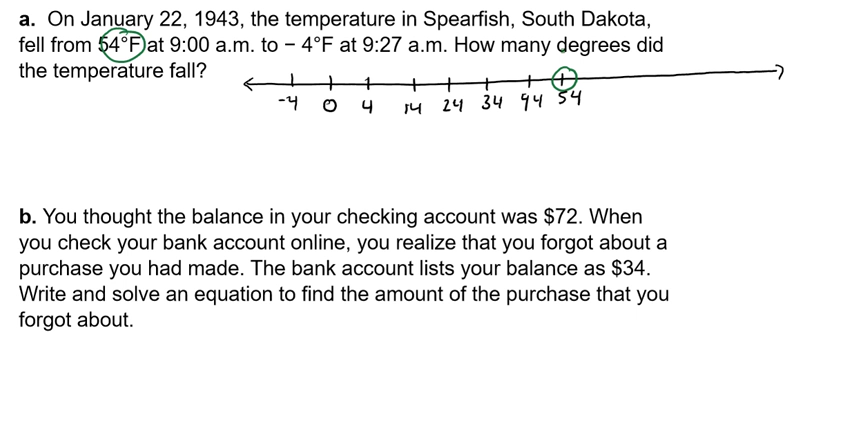 a. On January 22, 1943, the temperature in Spearfish, South Dakota,
fell from 54°F at 9:00 a.m. to − 4°F at 9:27 a.m. How many degrees did
the temperature fall?
-4 0 4 14 24 34 44 54
b. You thought the balance in your checking account was $72. When
you check your bank account online, you realize that you forgot about a
purchase you had made. The bank account lists your balance as $34.
Write and solve an equation to find the amount of the purchase that you
forgot about.